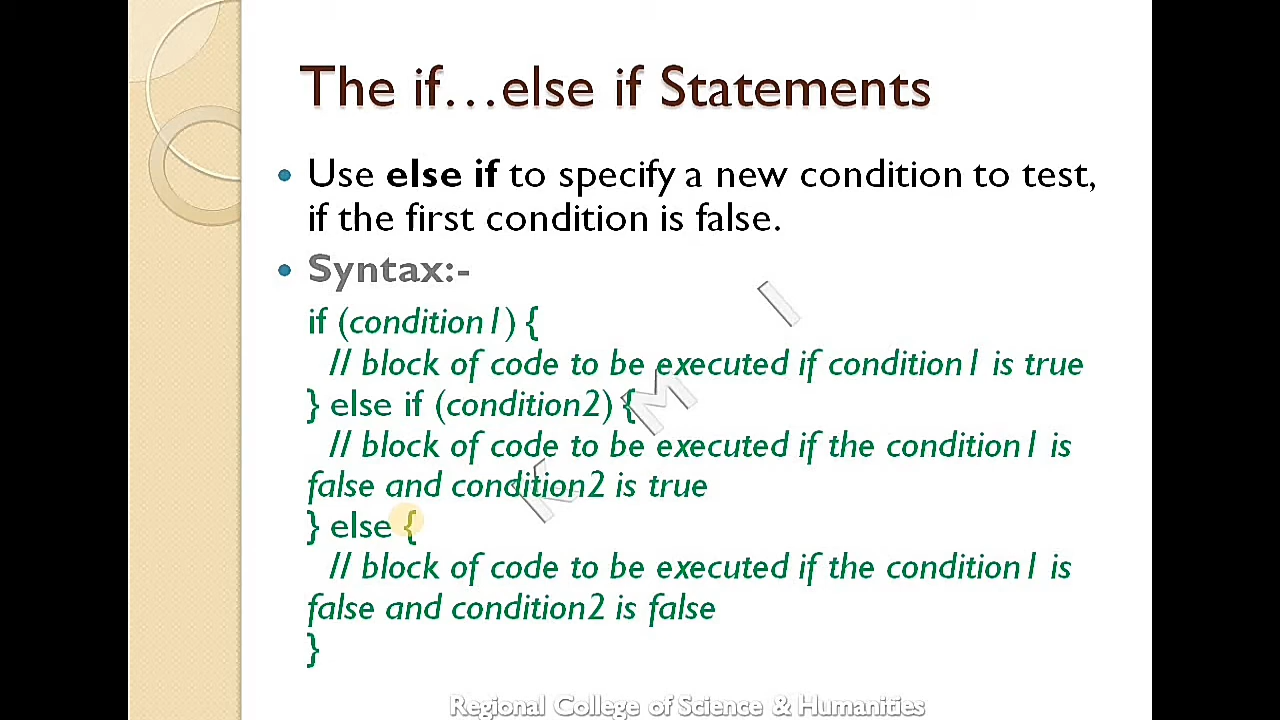 The if…else if Statements
• Use else if to specify a new condition to test,
if the first condition is false.
• Syntax:-
if (condition1) {
// block of code to be executed if condition1 is true
} else if (condition2) {
// block of code to be executed if the condition1 is
false and condition2 is true
} else {
// block of code to be executed if the condition1 is
false and condition2 is false
}
K M I
Regional College of Science & Humanities